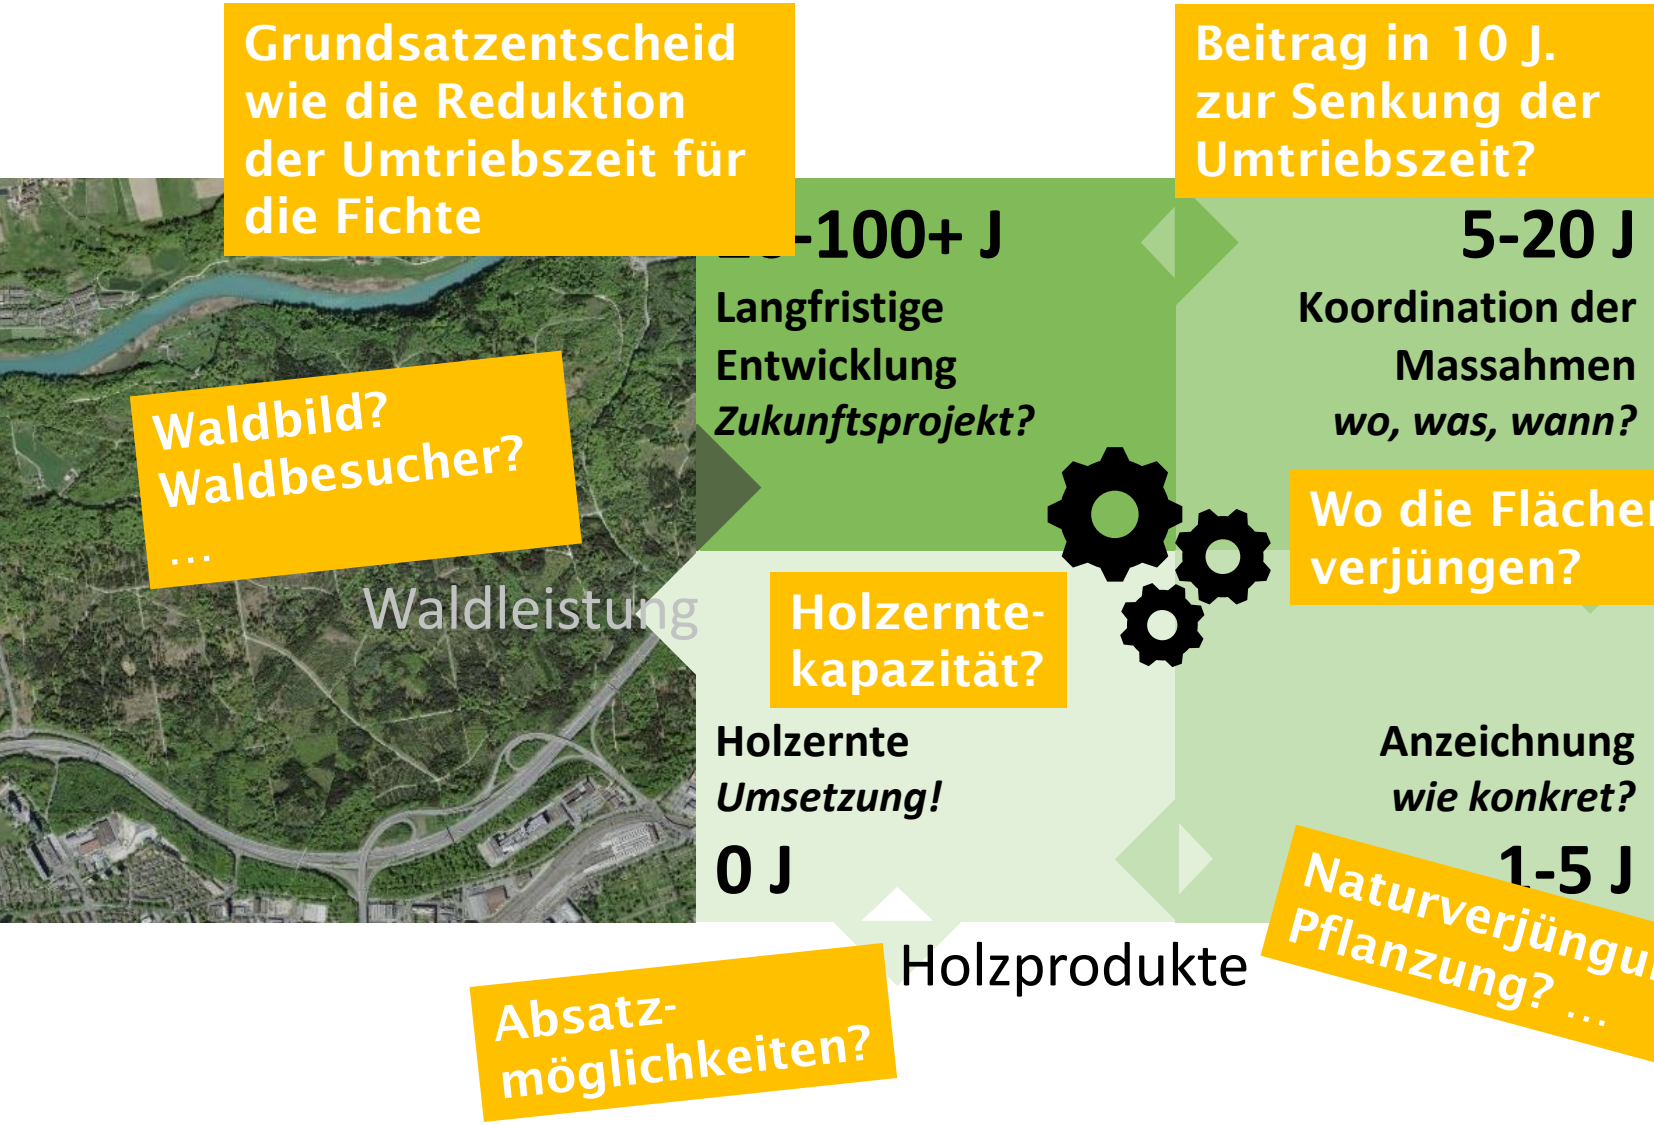 Grundsatzentscheid
wie die Reduktion
der Umtriebszeit für
die Fichte
Beitrag in 10 J.
zur Senkung der
Umtriebszeit?
-100+ J
Langfristige
Entwicklung
Zukunftsprojekt?
5-20 J
Koordination der
Massahmen
wo, was, wann?
Waldbild?
Waldbesucher?
...
Waldleistung
Wo die Flächen
verjüngen?
Holzernte-
kapazität?
Holzernte
Umsetzung!
0 J
Anzeichnung
wie konkret?
1-5 J
Naturverjüngun
Pflanzung? ...
Holzprodukte
Absatz-
möglichkeiten?